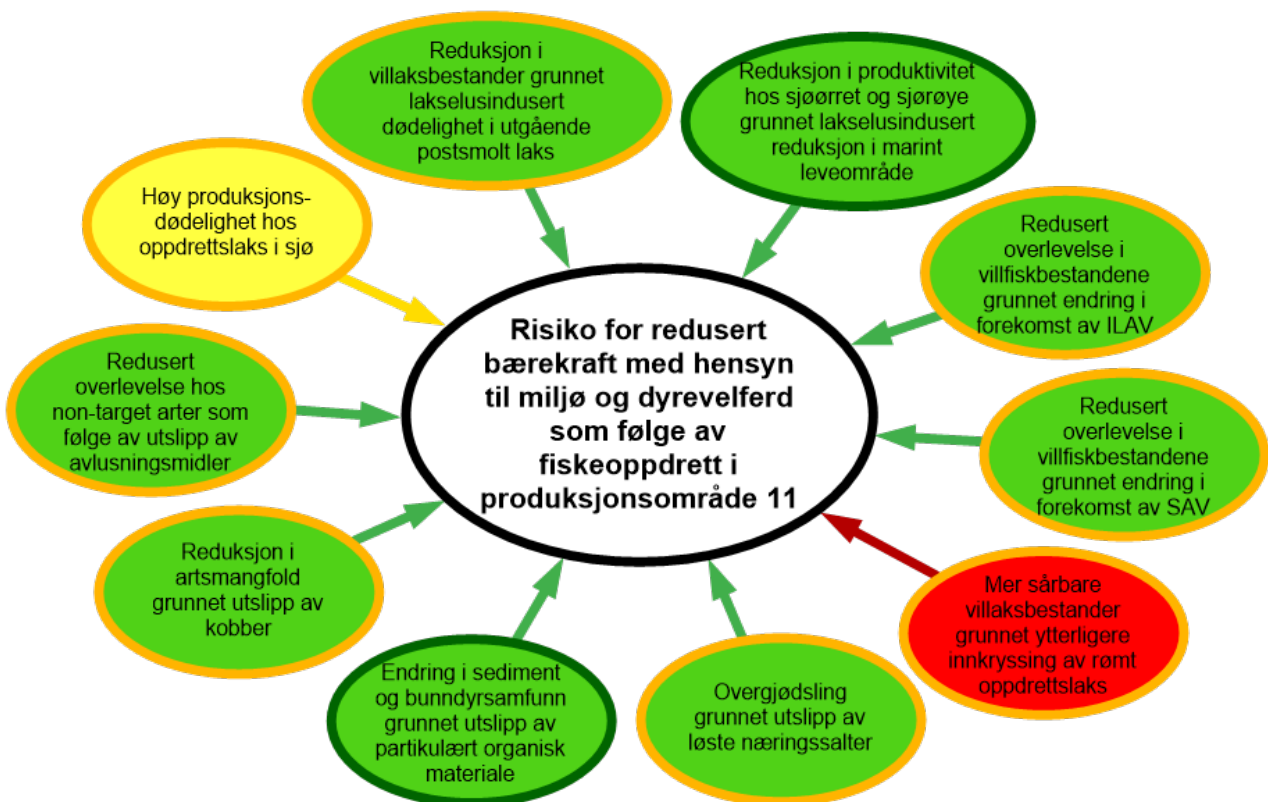 Reduksjon i
villaksbestander grunnet
lakselusindusert
dødelighet i utgående
postsmolt laks
Reduksjon i produktivitet
hos sjøørret og sjørøye
grunnet lakselusindusert
reduksjon i marint
leveområde
Høy produksjons-
dødelighet hos
oppdrettslaks i sjø
Redusert
overlevelse i
villfiskbestandene
grunnet endring i
forekomst av ILAV
Risiko for redusert
bærekraft med hensyn
til miljø og dyrevelferd
som følge av
fiskeoppdrett i
produksjonsområde 11
Redusert
overlevelse hos
non-target arter som
følge av utslipp av
avlusningsmidler
Redusert
overlevelse i
villfiskbestandene
grunnet endring i
forekomst av SAV
Reduksjon i
artsmangfold
grunnet utslipp av
kobber
Mer sårbare
villaksbestander
grunnet ytterligere
innkryssing av rømt
oppdrettslaks
Endring i sediment
og bunndyrsamfunn
grunnet utslipp av
partikulært organisk
materiale
Overgjødsling
grunnet utslipp av
løste næringssalter